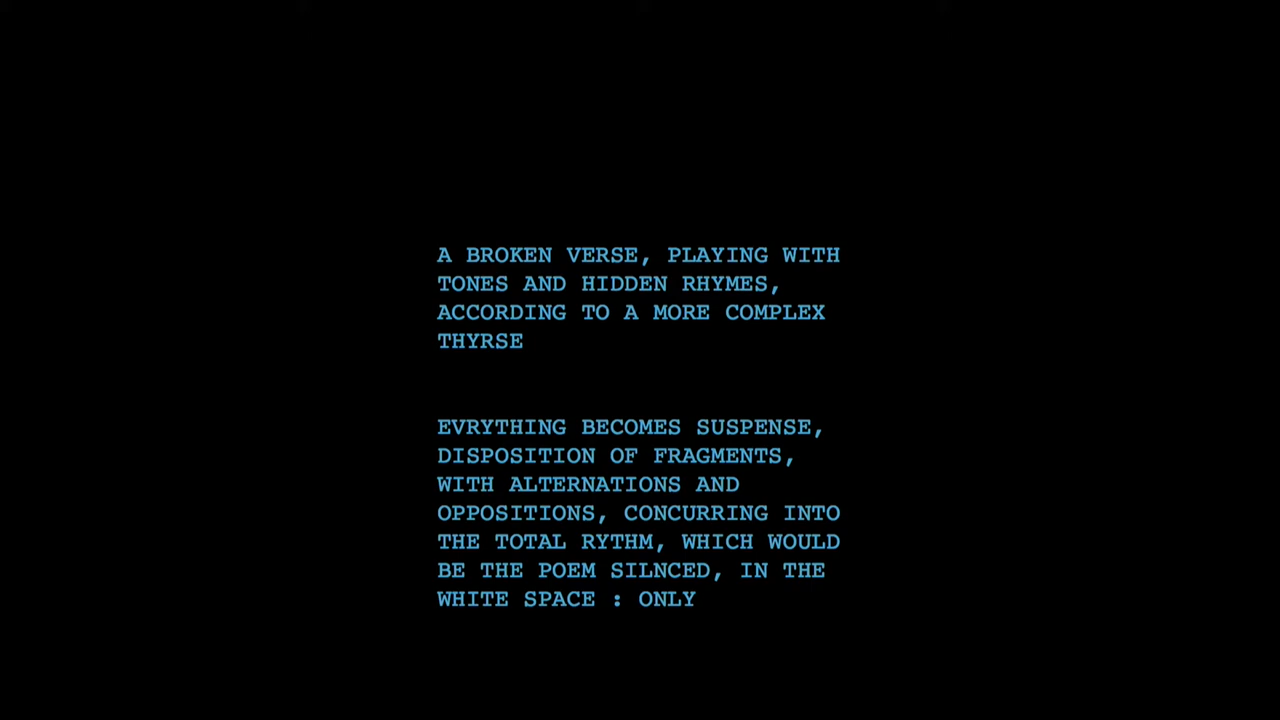 A BROKEN VERSE, PLAYING WITH
TONES AND HIDDEN RHYMES,
ACCORDING TO A MORE COMPLEX
THYRSE
EVRYTHING BECOMES SUSPENSE,
DISPOSITION OF FRAGMENTS,
WITH ALTERNATIONS AND
OPPOSITIONS, CONCURRING INTO
THE TOTAL RYTHM, WHICH WOULD
BE THE POEM SILNCED, IN THE
WHITE SPACE : ONLY